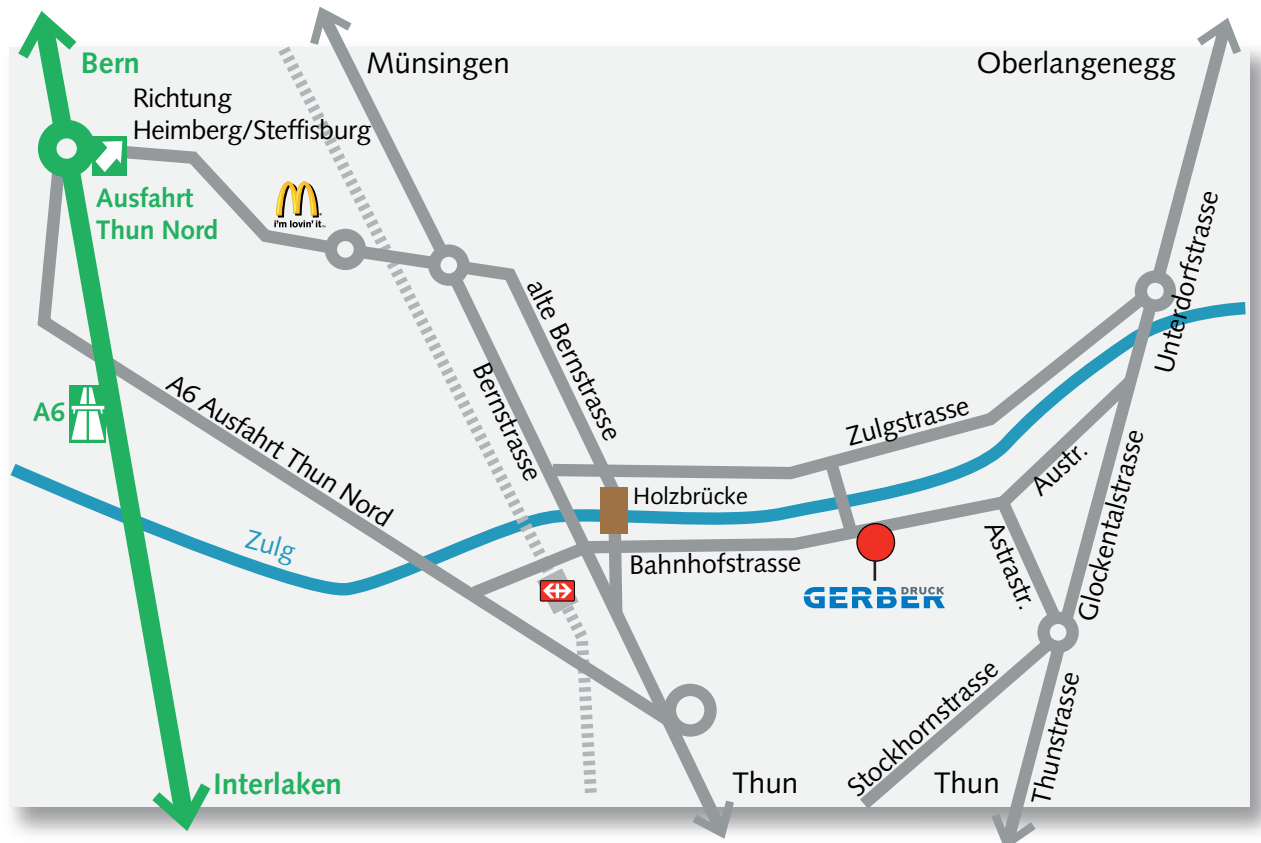 Bern
Münsingen
Oberlangenegg
Richtung
Heimberg/Steffisburg
Ausfahrt
Thun Nord
i'm lovin' it
alte Bernstrasse
Unterdorfstrasse
Bernstrasse
A6
A6 Ausfahrt Thun Nord
Zulgstrasse
Austr.
Holzbrücke
Glockentalstrasse
Zulg
Bahnhofstrasse
Astrastr.
DRUCK
GERBER
Stockhornstrasse
Thunstrasse
Interlaken
Thun
Thun